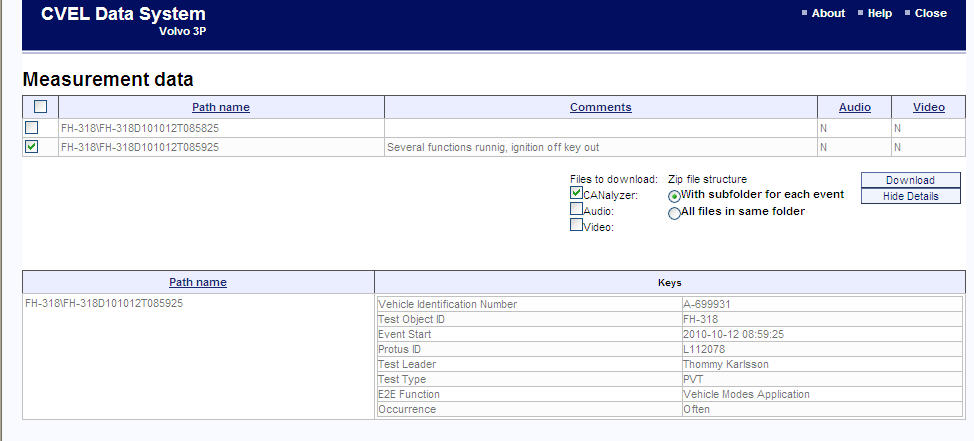 CVEL Data System
Volvo 3P
About Help Close
Measurement data
Path name Comments Audio Video
FH-318\FH-318D101012T085825 N N
FH-318\FH-318D101012T085925 Several functions runnig, ignition off key out N N
Files to download: Zip file structure Download
CANalyzer: With subfolder for each event Hide Details
Audio: All files in same folder
Video:
Path name Keys
FH-318\FH-318D101012T085925 Vehicle Identification Number A-699931
Test Object ID FH-318
Event Start 2010-10-12 08:59:25
Protus ID L112078
Test Leader Thommy Karlsson
Test Type PVT
E2E Function Vehicle Modes Application
Occurrence Often